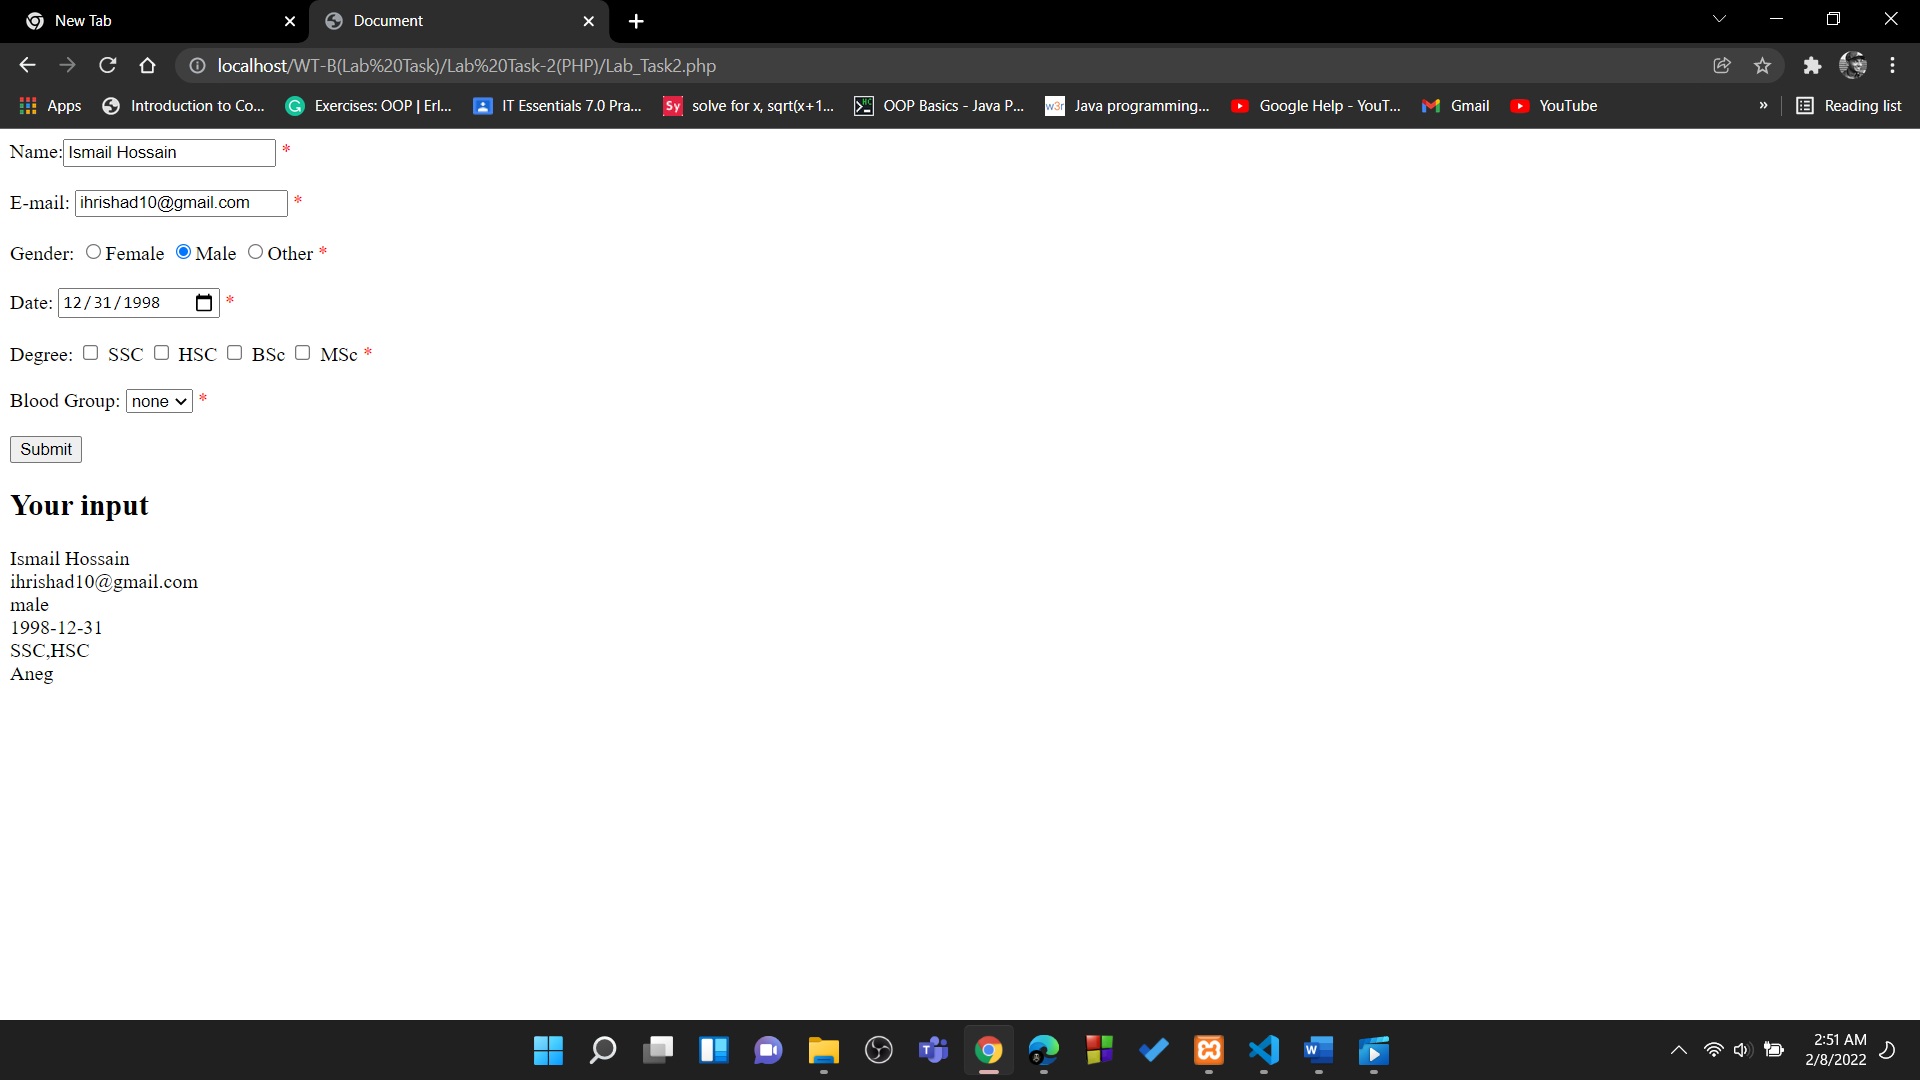 New Tab
Document
localhost/WT-B(Lab%20Task)/Lab%20Task-2(PHP)/Lab_Task2.php
Apps Introduction to Co... Exercises: OOP | Erl... IT Essentials 7.0 Pra... Sy solve for x, sqrt(x+1... OOP Basics - Java P... w3r Java programming... Google Help - YouT... Gmail YouTube » Reading list
Name: Ismail Hossain *
E-mail: ihrishad10@gmail.com *
Gender: Female Male Other *
Date: 12/31/1998 *
Degree: SSC HSC BSc MSc *
Blood Group: none *
Submit
Your input
Ismail Hossain
ihrishad10@gmail.com
male
1998-12-31
SSC,HSC
Aneg
2:51 AM
2/8/2022